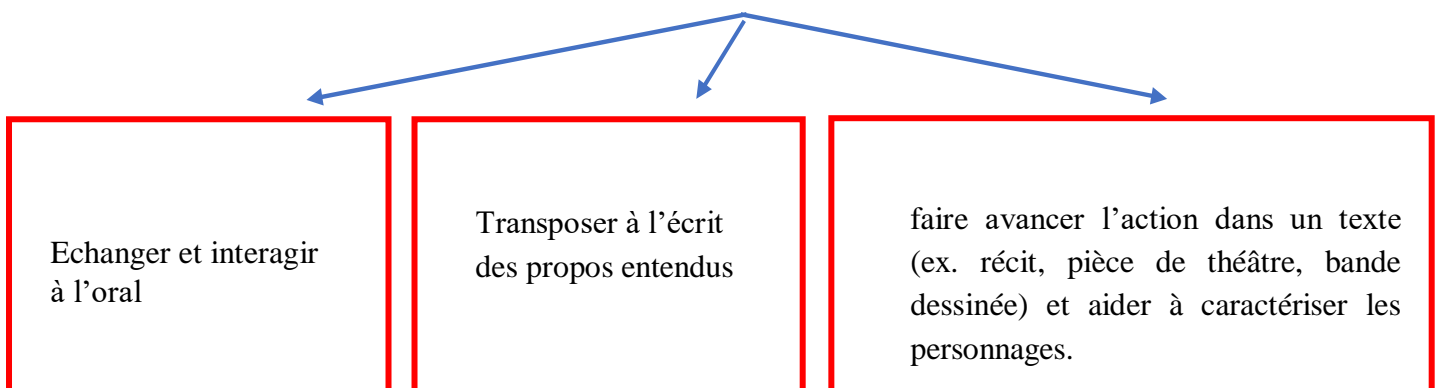 Echanger et interagir
à l’oral
Transposer à l’écrit
des propos entendus
faire avancer l’action dans un texte
(ex. récit, pièce de théâtre, bande
dessinée) et aider à caractériser les
personnages.